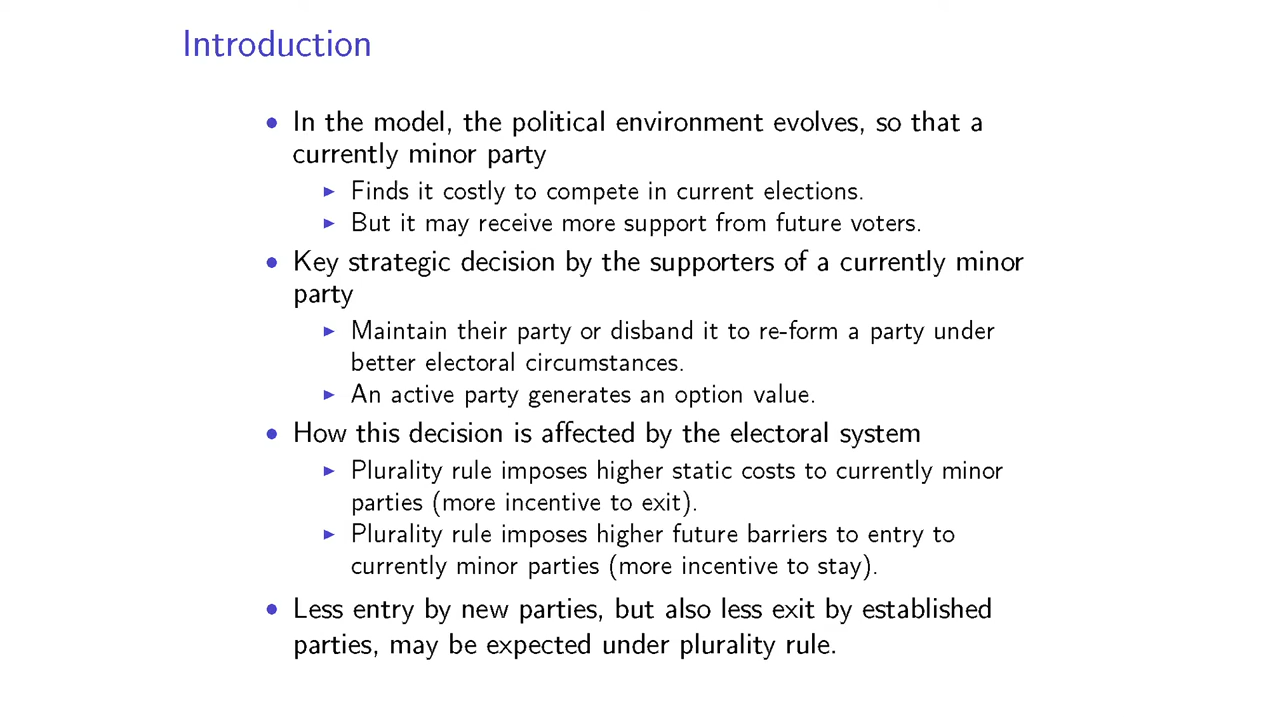 Introduction
• In the model, the political environment evolves, so that a
currently minor party
▶ Finds it costly to compete in current elections.
▶ But it may receive more support from future voters.
• Key strategic decision by the supporters of a currently minor
party
▶ Maintain their party or disband it to re-form a party under
better electoral circumstances.
▶ An active party generates an option value.
• How this decision is affected by the electoral system
▶ Plurality rule imposes higher static costs to currently minor
parties (more incentive to exit).
▶ Plurality rule imposes higher future barriers to entry to
currently minor parties (more incentive to stay).
• Less entry by new parties, but also less exit by established
parties, may be expected under plurality rule.